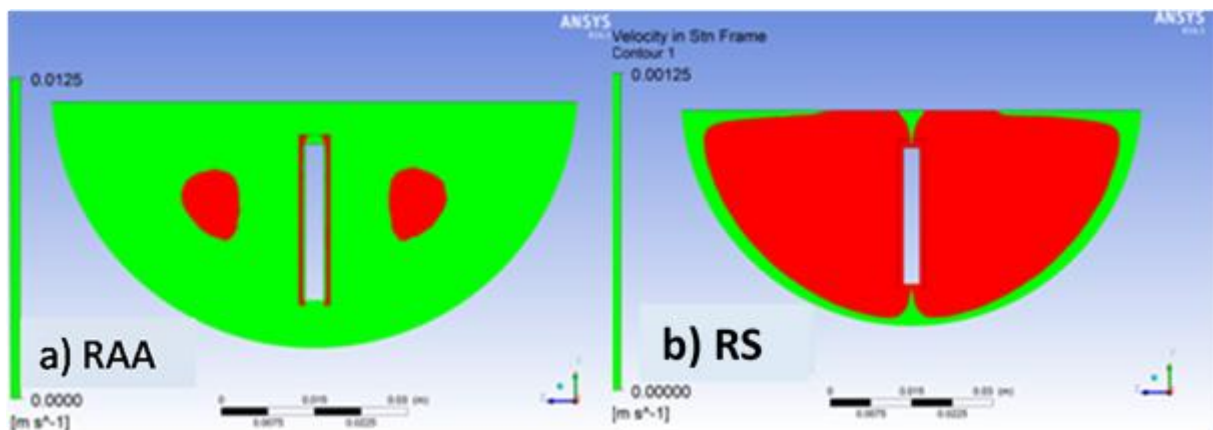 ANSYS
R14.5
0.0125
0.0000
[m s^-1]
a) RAA
0 0.015 0.03 (m)
0.0075 0.0225
ANSYS
Velocity in Stn Frame
Contour 1
0.00125
0.00000
[m s^-1]
b) RS
0 0.015 0.03 (m)
0.0075 0.0225